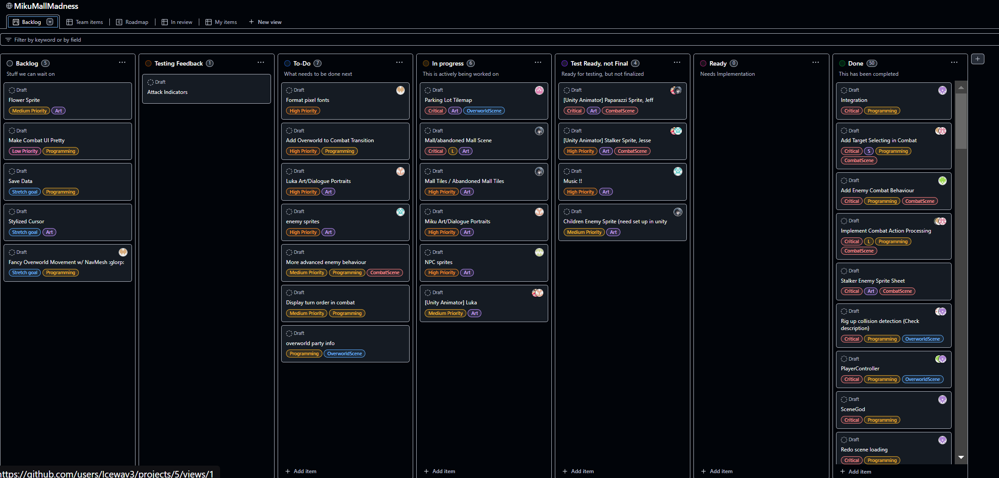 MikuMallMadness
Backlog
Team items
Roadmap
In review
My items
New view
Filter by keyword or by field
Backlog 5
Stuff we can wait on
Draft
Flower Sprite
Medium Priority Art
Draft
Make Combat UI Pretty
Low Priority Programming
Draft
Save Data
Stretch goal Programming
Draft
Stylized Cursor
Stretch goal Art
Draft
Fancy Overworld Movement w/ NavMesh :glorp:
Stretch goal Programming
Testing Feedback 1
Draft
Attack Indicators
To-Do 7
What needs to be done next
Draft
Format pixel fonts
High Priority
Draft
Add Overworld to Combat Transition
High Priority Programming
Draft
Luka Art/Dialogue Portraits
High Priority Art
Draft
enemy sprites
High Priority Art
Draft
More advanced enemy behaviour
Medium Priority Programming CombatScene
Draft
Display turn order in combat
Medium Priority Programming
Draft
overworld party info
Programming OverworldScene
Add item
In progress 6
This is actively being worked on
Draft
Parking Lot Tilemap
Critical Art OverworldScene
Draft
Mall/abandoned Mall Scene
Critical L Art
Draft
Mall Tiles / Abandoned Mall Tiles
High Priority Art
Draft
Miku Art/Dialogue Portraits
High Priority Art
Draft
NPC sprites
High Priority Art
Draft
[Unity Animator] Luka
Medium Priority Art
Add item
Test Ready, not Final 4
Ready for testing, but not finalized
Draft
[Unity Animator] Paparazzi Sprite, Jeff
Critical Art CombatScene
Draft
[Unity Animator] Stalker Sprite, Jesse
High Priority Art CombatScene
Draft
Music !!
High Priority Art
Draft
Children Enemy Sprite (need set up in unity
Medium Priority Art
Add item
Ready 0
Needs Implementation
Add item
Done 50
This has been completed
Draft
Integration
Critical Programming
Draft
Add Target Selecting in Combat
Critical S Programming
CombatScene
Draft
Add Enemy Combat Behaviour
Critical Programming CombatScene
Draft
Implement Combat Action Processing
Critical L Programming
CombatScene
Draft
Stalker Enemy Sprite Sheet
Critical Art CombatScene
Draft
Rig up collision detection (Check
description)
Critical Programming OverworldScene
Draft
PlayerController
Critical Programming OverworldScene
Draft
SceneGod
Critical Programming
Draft
Redo scene loading
Critical Programming
Add item
https://github.com/users/Icewav3/projects/5/views/1